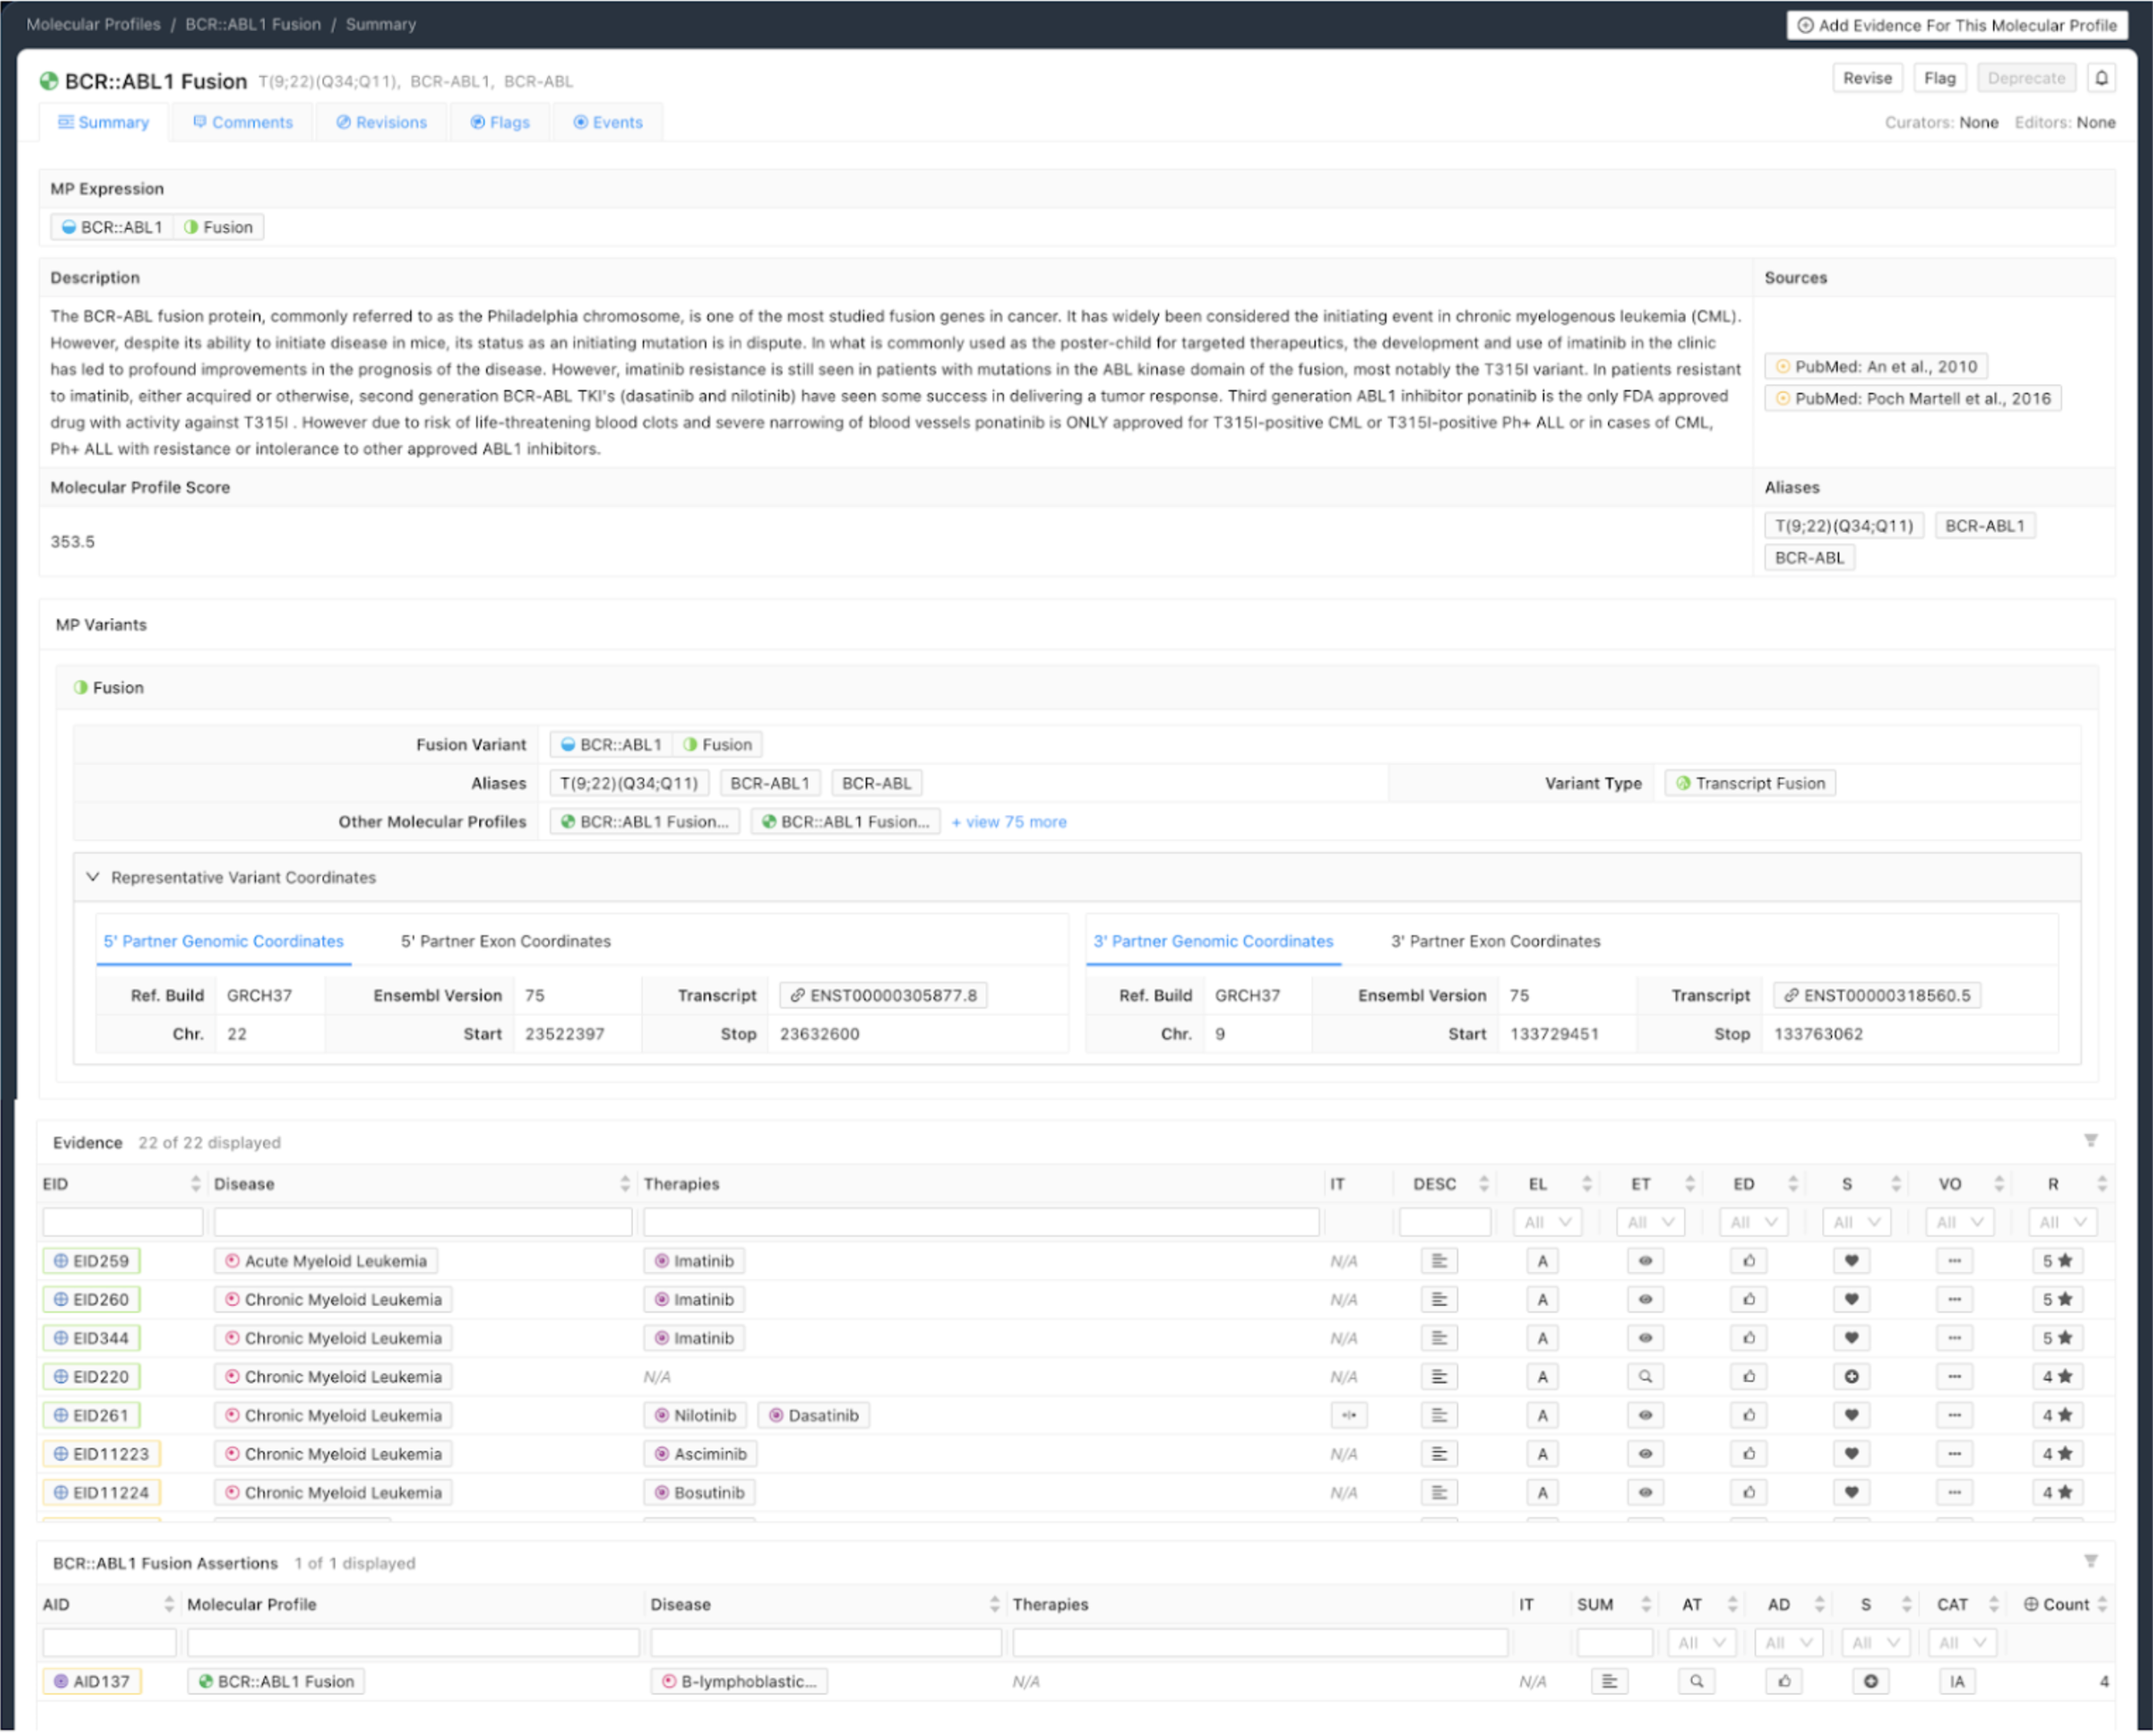 Molecular Profiles / BCR::ABL1 Fusion / Summary
Add Evidence For This Molecular Profile
BCR::ABL1 Fusion T(9;22)(Q34;Q11), BCR-ABL1, BCR-ABL
Revise Flag Deprecate
Summary Comments Revisions Flags Events
Curators: None Editors: None
MP Expression
BCR::ABL1 Fusion
Description
The BCR-ABL fusion protein, commonly referred to as the Philadelphia chromosome, is one of the most studied fusion genes in cancer. It has widely been considered the initiating event in chronic myelogenous leukemia (CML).
However, despite its ability to initiate disease in mice, its status as an initiating mutation is in dispute. In what is commonly used as the poster-child for targeted therapeutics, the development and use of imatinib in the clinic
has led to profound improvements in the prognosis of the disease. However, imatinib resistance is still seen in patients with mutations in the ABL kinase domain of the fusion, most notably the T315I variant. In patients resistant
to imatinib, either acquired or otherwise, second generation BCR-ABL TKI's (dasatinib and nilotinib) have seen some success in delivering a tumor response. Third generation ABL1 inhibitor ponatinib is the only FDA approved
drug with activity against T315I . However due to risk of life-threatening blood clots and severe narrowing of blood vessels ponatinib is ONLY approved for T315I-positive CML or T315I-positive Ph+ ALL or in cases of CML,
Ph+ ALL with resistance or intolerance to other approved ABL1 inhibitors.
Sources
PubMed: An et al., 2010
PubMed: Poch Martell et al., 2016
Molecular Profile Score
353.5
Aliases
T(9;22)(Q34;Q11) BCR-ABL1
BCR-ABL
MP Variants
Fusion
Fusion Variant BCR::ABL1 Fusion
Aliases T(9;22)(Q34;Q11) BCR-ABL1 BCR-ABL Variant Type Transcript Fusion
Other Molecular Profiles BCR::ABL1 Fusion... BCR::ABL1 Fusion... + view 75 more
Representative Variant Coordinates
5' Partner Genomic Coordinates 5' Partner Exon Coordinates
Ref. Build GRCH37 Ensembl Version 75 Transcript ENST00000305877.8
Chr. 22 Start 23522397 Stop 23632600
3' Partner Genomic Coordinates 3' Partner Exon Coordinates
Ref. Build GRCH37 Ensembl Version 75 Transcript ENST00000318560.5
Chr. 9 Start 133729451 Stop 133763062
Evidence 22 of 22 displayed
EID Disease Therapies IT DESC EL ET ED S VO R
All All All All All All
EID259 Acute Myeloid Leukemia Imatinib N/A A 5
EID260 Chronic Myeloid Leukemia Imatinib N/A A 5
EID344 Chronic Myeloid Leukemia Imatinib N/A A 5
EID220 Chronic Myeloid Leukemia N/A N/A A 4
EID261 Chronic Myeloid Leukemia Nilotinib Dasatinib A 4
EID11223 Chronic Myeloid Leukemia Asciminib N/A A 4
EID11224 Chronic Myeloid Leukemia Bosutinib N/A A 4
BCR::ABL1 Fusion Assertions 1 of 1 displayed
AID Molecular Profile Disease Therapies IT SUM AT AD S CAT Count
All All All All
AID137 BCR::ABL1 Fusion B-lymphoblastic... N/A N/A IA 4